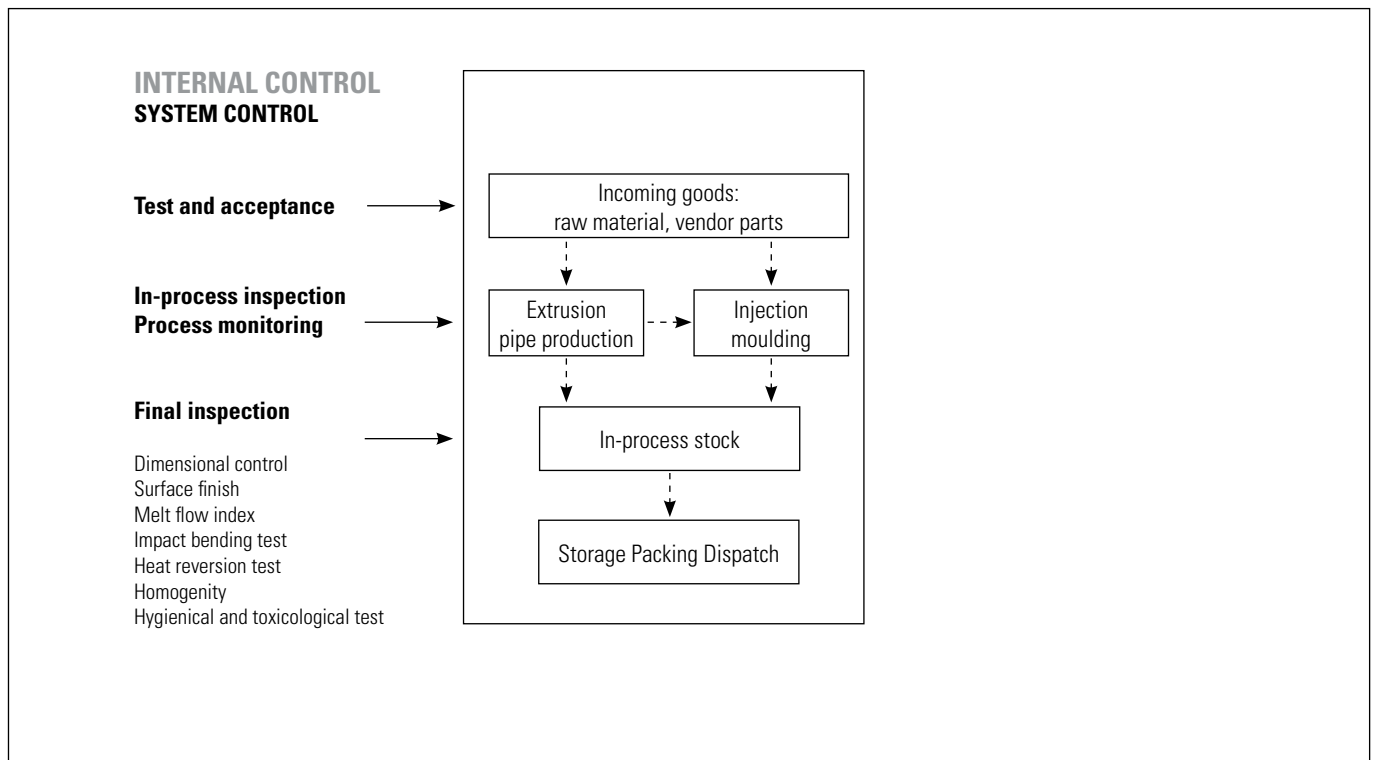 INTERNAL CONTROL
SYSTEM CONTROL
Test and acceptance
Incoming goods:
raw material, vendor parts
In-process inspection
Process monitoring
Extrusion
pipe production
Injection
moulding
Final inspection
In-process stock
Dimensional control
Surface finish
Melt flow index
Impact bending test
Heat reversion test
Homogenity
Hygienical and toxicological test
Storage Packing Dispatch